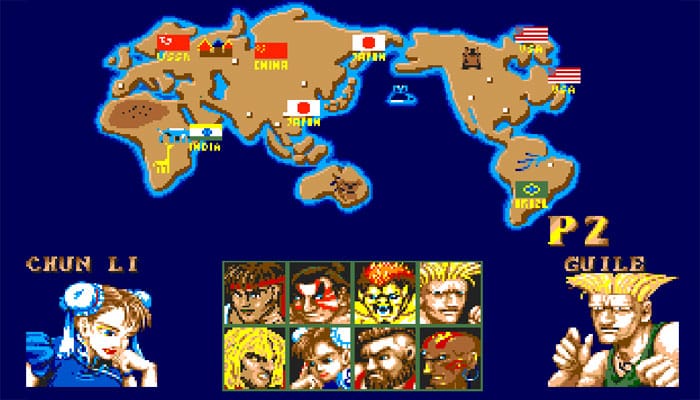 USA
USSR
CHINA
JAPAN
USA
JAPAN
INDIA
BRAZIL
P2
CHUN LI
GUILE